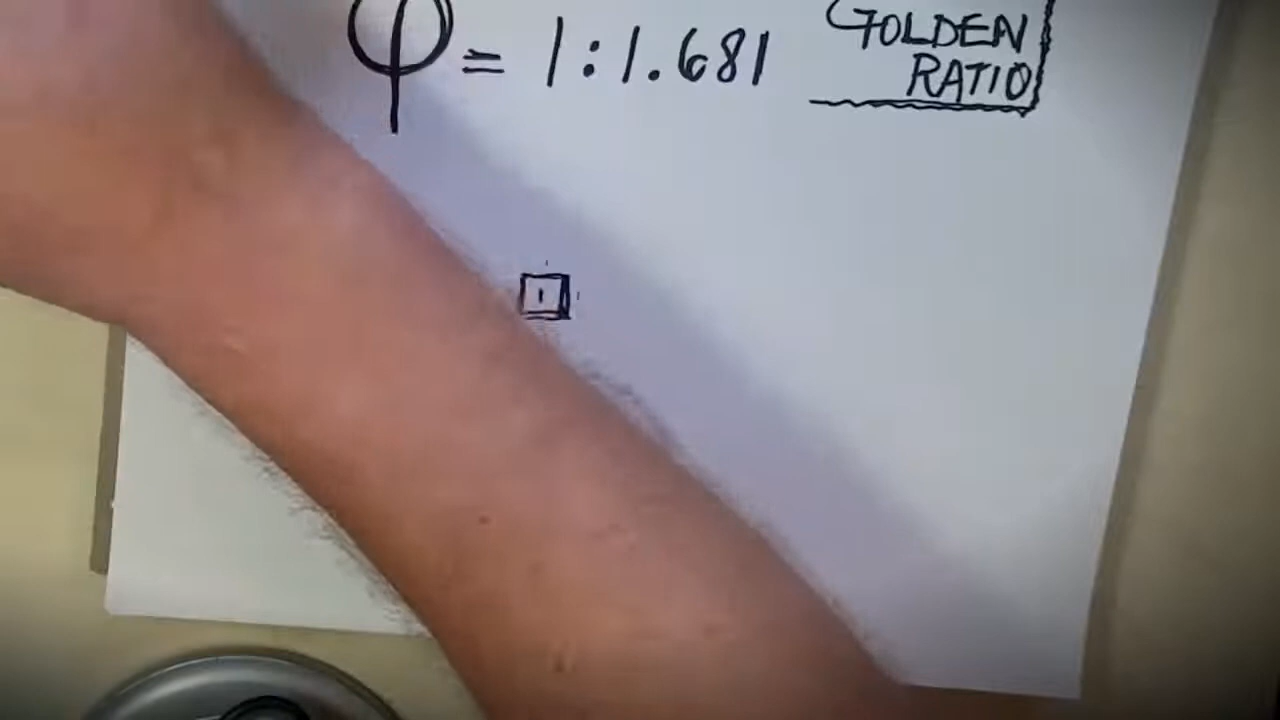 φ = 1:1.681
GOLDEN
RATIO
1